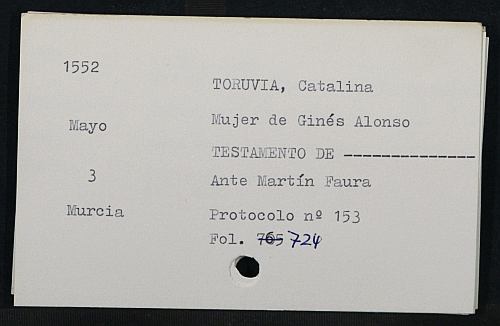 1552
TORUVIA, Catalina
Mayo
Mujer de Ginés Alonso
TESTAMENTO DE --------------
3
Ante Martín Faura
Murcia
Protocolo nº 153
Fol. 765 724